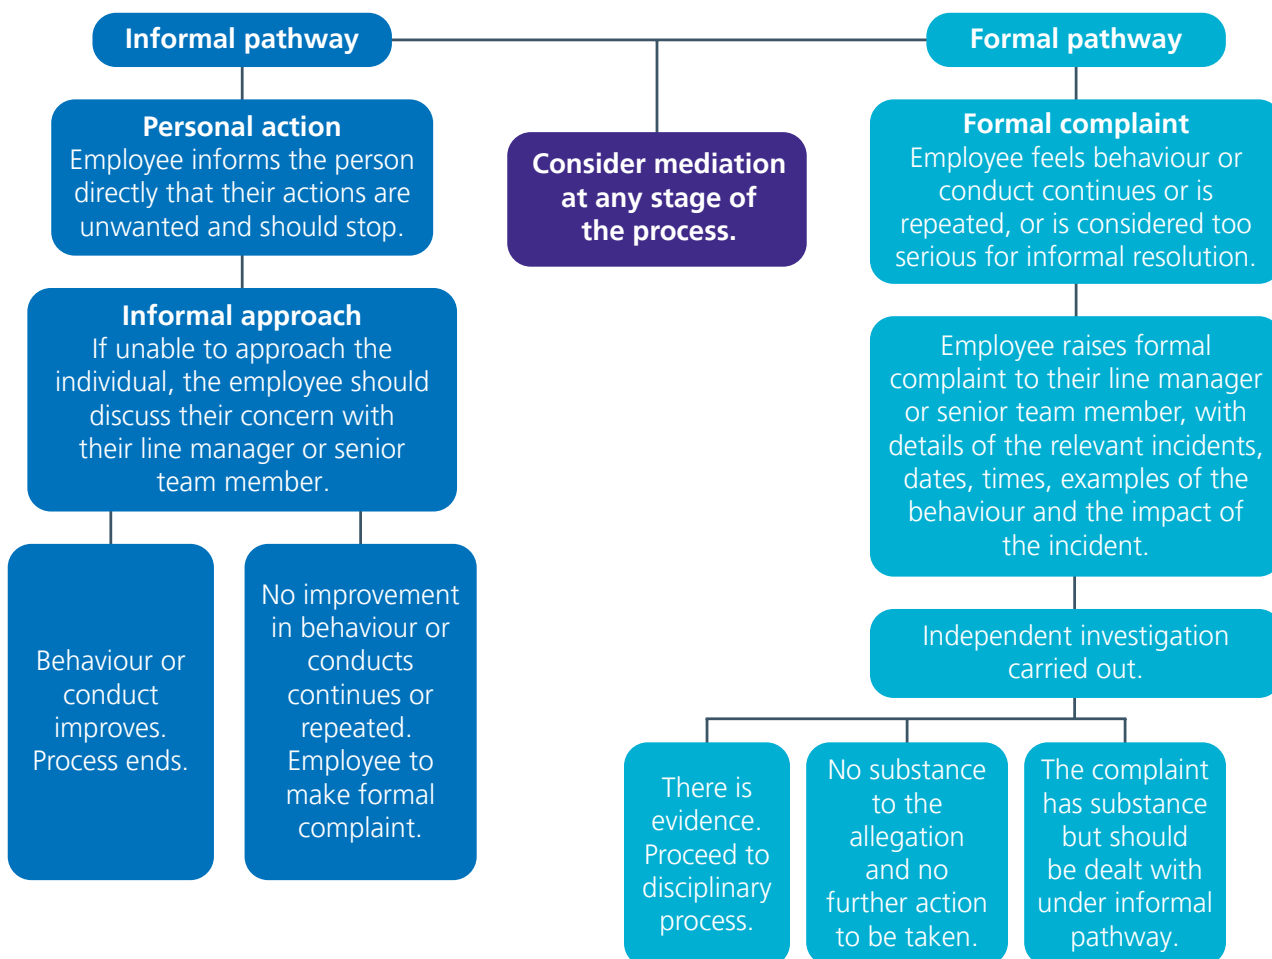 Informal pathway
Personal action
Employee informs the person
directly that their actions are
unwanted and should stop.
Informal approach
If unable to approach the
individual, the employee should
discuss their concern with
their line manager or senior
team member.
Behaviour or
conduct
improves.
Process ends.
No improvement
in behaviour or
conducts
continues or
repeated.
Employee to
make formal
complaint.
Consider mediation
at any stage of
the process.
Formal pathway
Formal complaint
Employee feels behaviour or
conduct continues or is
repeated, or is considered too
serious for informal resolution.
Employee raises formal
complaint to their line manager
or senior team member, with
details of the relevant incidents,
dates, times, examples of the
behaviour and the impact of
the incident.
Independent investigation
carried out.
There is
evidence.
Proceed to
disciplinary
process.
No substance
to the
allegation
and no
further action
to be taken.
The complaint
has substance
but should
be dealt with
under informal
pathway.